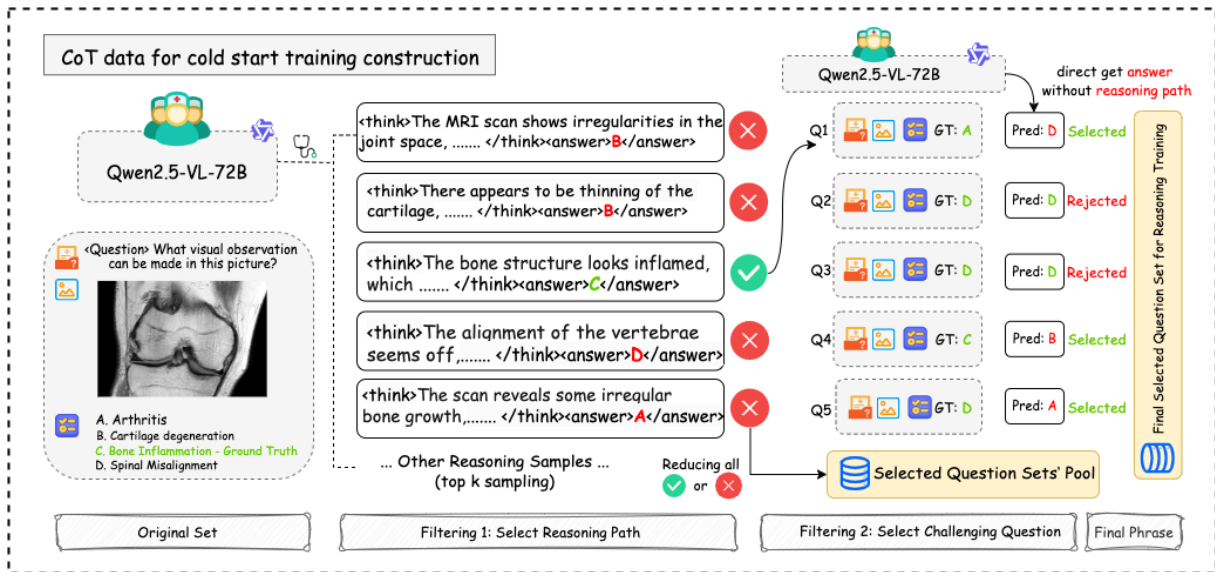 CoT data for cold start training construction
Qwen2.5-VL-72B
<Question> What visual observation
can be made in this picture?
A. Arthritis
B. Cartilage degeneration
C. Bone Inflammation - Ground Truth
D. Spinal Misalignment
<think>The MRI scan shows irregularities in the
joint space, ....... </think><answer>B</answer>
<think>There appears to be thinning of the
cartilage, ....... </think><answer>B</answer>
<think>The bone structure looks inflamed,
which ....... </think><answer>C</answer>
<think>The alignment of the vertebrae
seems off,....... </think><answer>D</answer>
<think>The scan reveals some irregular
bone growth,....... </think><answer>A</answer>
... Other Reasoning Samples ...
(top k sampling)
Reducing all
or
Qwen2.5-VL-72B
direct get answer
without reasoning path
Q1 GT: A Pred: D Selected
Q2 GT: D Pred: D Rejected
Q3 GT: D Pred: D Rejected
Q4 GT: C Pred: B Selected
Q5 GT: D Pred: A Selected
Selected Question Sets' Pool
Final Selected Question Set for Reasoning Training
Original Set
Filtering 1: Select Reasoning Path
Filtering 2: Select Challenging Question
Final Phrase